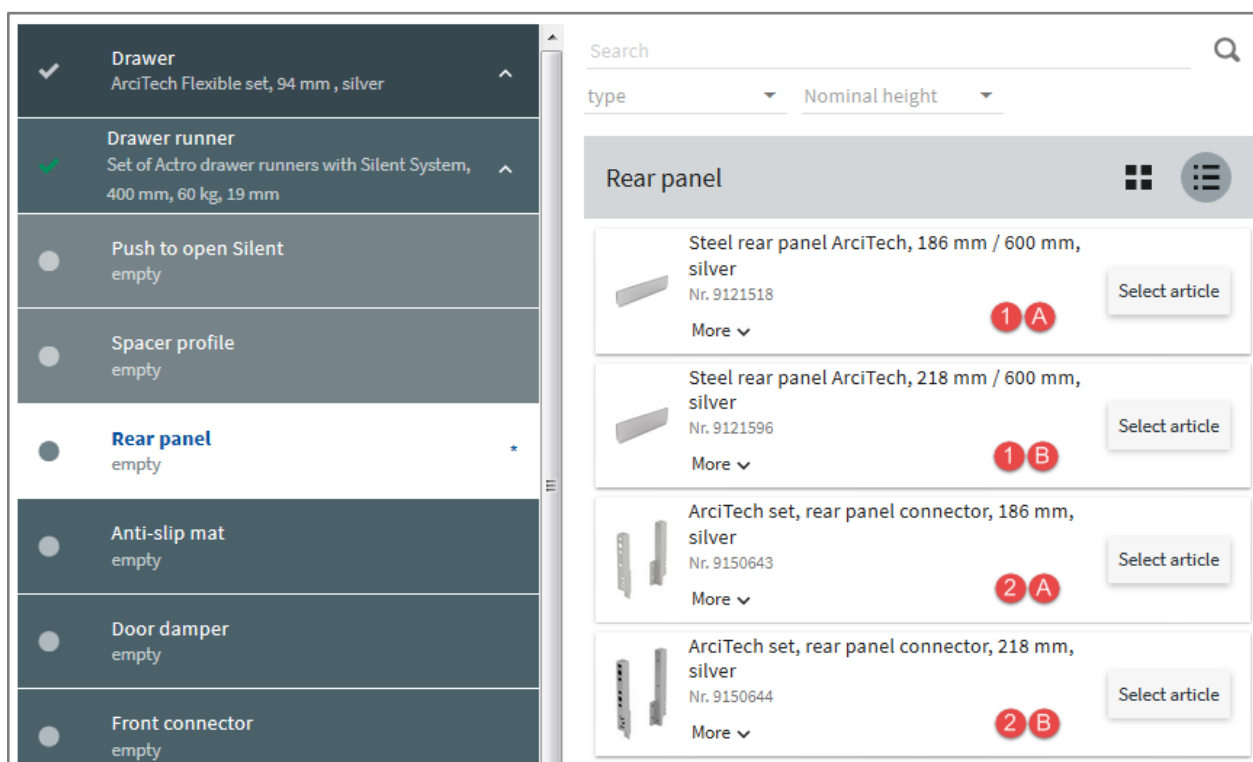 Drawer
ArciTech Flexible set, 94 mm , silver
Drawer runner
Set of Actro drawer runners with Silent System,
400 mm, 60 kg, 19 mm
Push to open Silent
empty
Spacer profile
empty
Rear panel *
empty
Anti-slip mat
empty
Door damper
empty
Front connector
empty
Search
type Nominal height
Rear panel
Steel rear panel ArciTech, 186 mm / 600 mm,
silver
Nr. 9121518
Select article
1 A
More
Steel rear panel ArciTech, 218 mm / 600 mm,
silver
Nr. 9121596
Select article
1 B
More
ArciTech set, rear panel connector, 186 mm,
silver
Nr. 9150643
Select article
2 A
More
ArciTech set, rear panel connector, 218 mm,
silver
Nr. 9150644
Select article
2 B
More